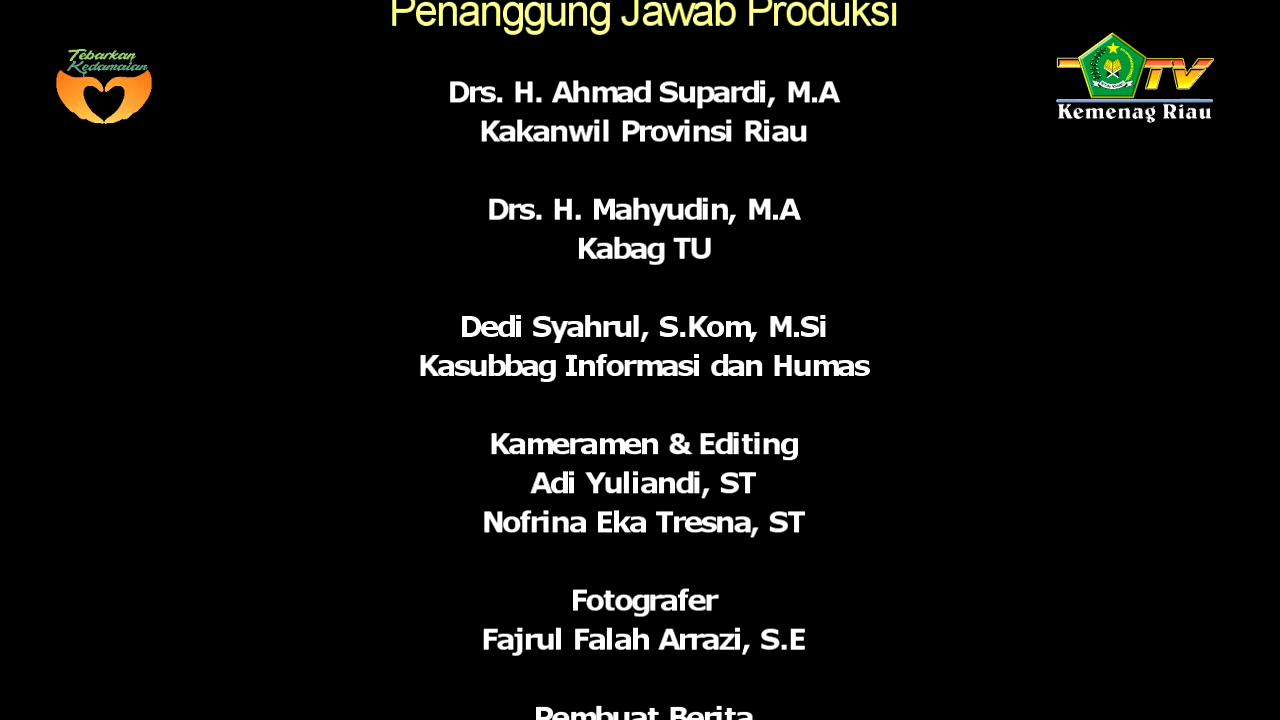 Penanggung Jawab Produksi
Tebarkan
Kedamaian
TV
Kemenag Riau
Drs. H. Ahmad Supardi, M.A
Kakanwil Provinsi Riau
Drs. H. Mahyudin, M.A
Kabag TU
Dedi Syahrul, S.Kom, M.Si
Kasubbag Informasi dan Humas
Kameramen & Editing
Adi Yuliandi, ST
Nofrina Eka Tresna, ST
Fotografer
Fajrul Falah Arrazi, S.E
Pembuat Berita